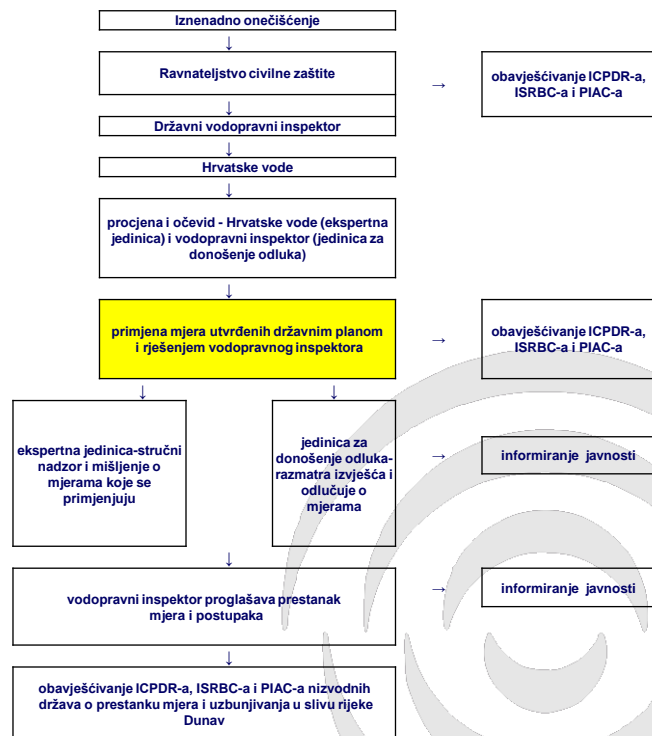 Iznenadno onečišćenje
↓
Ravnateljstvo civilne zaštite
→
obavješćivanje ICPDR-a,
ISRBC-a i PIAC-a
↓
Državni vodopravni inspektor
↓
Hrvatske vode
↓
procjena i očevid - Hrvatske vode (ekspertna
jedinica) i vodopravni inspektor (jedinica za
donošenje odluka)
↓
primjena mjera utvrđenih državnim planom
i rješenjem vodopravnog inspektora
→
obavješćivanje ICPDR-a,
ISRBC-a i PIAC-a
↓ ↓
ekspertna jedinica-stručni
nadzor i mišljenje o
mjerama koje se
primjenjuju
jedinica za
donošenje odluka-
razmatra izvješća i
odlučuje o
mjerama
→
informiranje javnosti
↓
vodopravni inspektor proglašava prestanak
mjera i postupaka
→
informiranje javnosti
↓
obavješćivanje ICPDR-a, ISRBC-a i PIAC-a nizvodnih
država o prestanku mjera i uzbunjivanja u slivu rijeke
Dunav